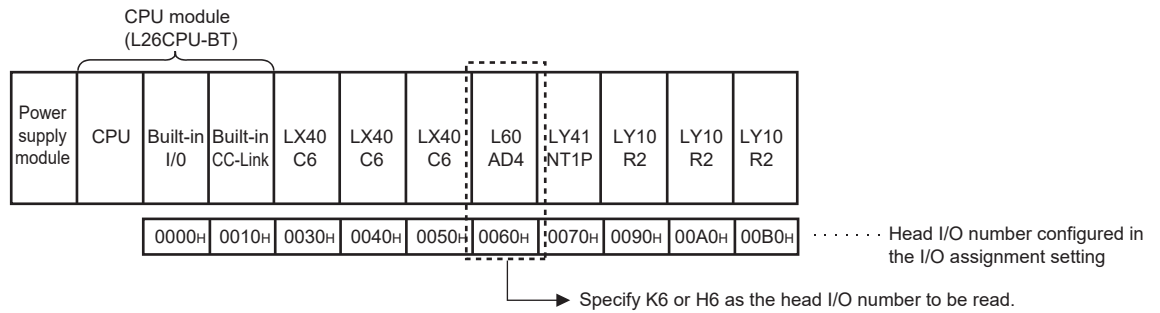 CPU module
(L26CPU-BT)
Power
supply
module
CPU
Built-in
I/0
Built-in
CC-Link
LX40
C6
LX40
C6
LX40
C6
L60
AD4
LY41
NT1P
LY10
R2
LY10
R2
LY10
R2
0000H 0010H 0030H 0040H 0050H 0060H 0070H 0090H 00A0H 00B0H
Head I/O number configured in
the I/O assignment setting
Specify K6 or H6 as the head I/O number to be read.